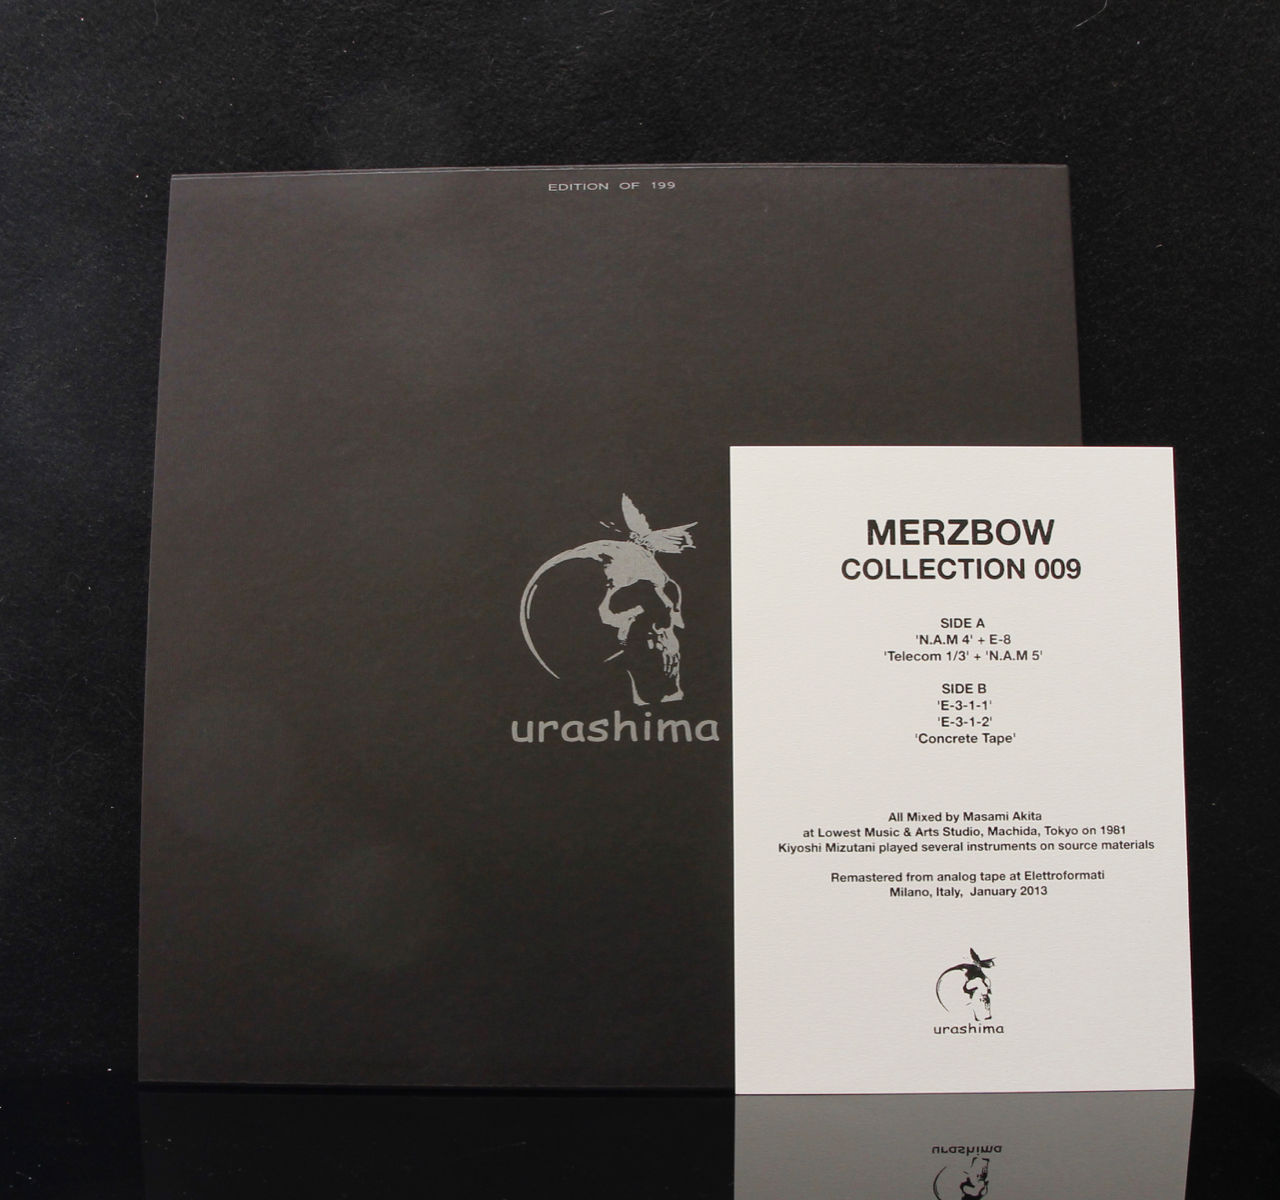 EDITION OF 199
urashima
MERZBOW
COLLECTION 009
SIDE A
'N.A.M 4' + E-8
'Telecom 1/3' + 'N.A.M 5'
SIDE B
'E-3-1-1'
'E-3-1-2'
'Concrete Tape'
All Mixed by Masami Akita
at Lowest Music & Arts Studio, Machida, Tokyo on 1981
Kiyoshi Mizutani played several instruments on source materials
Remastered from analog tape at Elettroformati
Milano, Italy,  January 2013
urashima
urashima